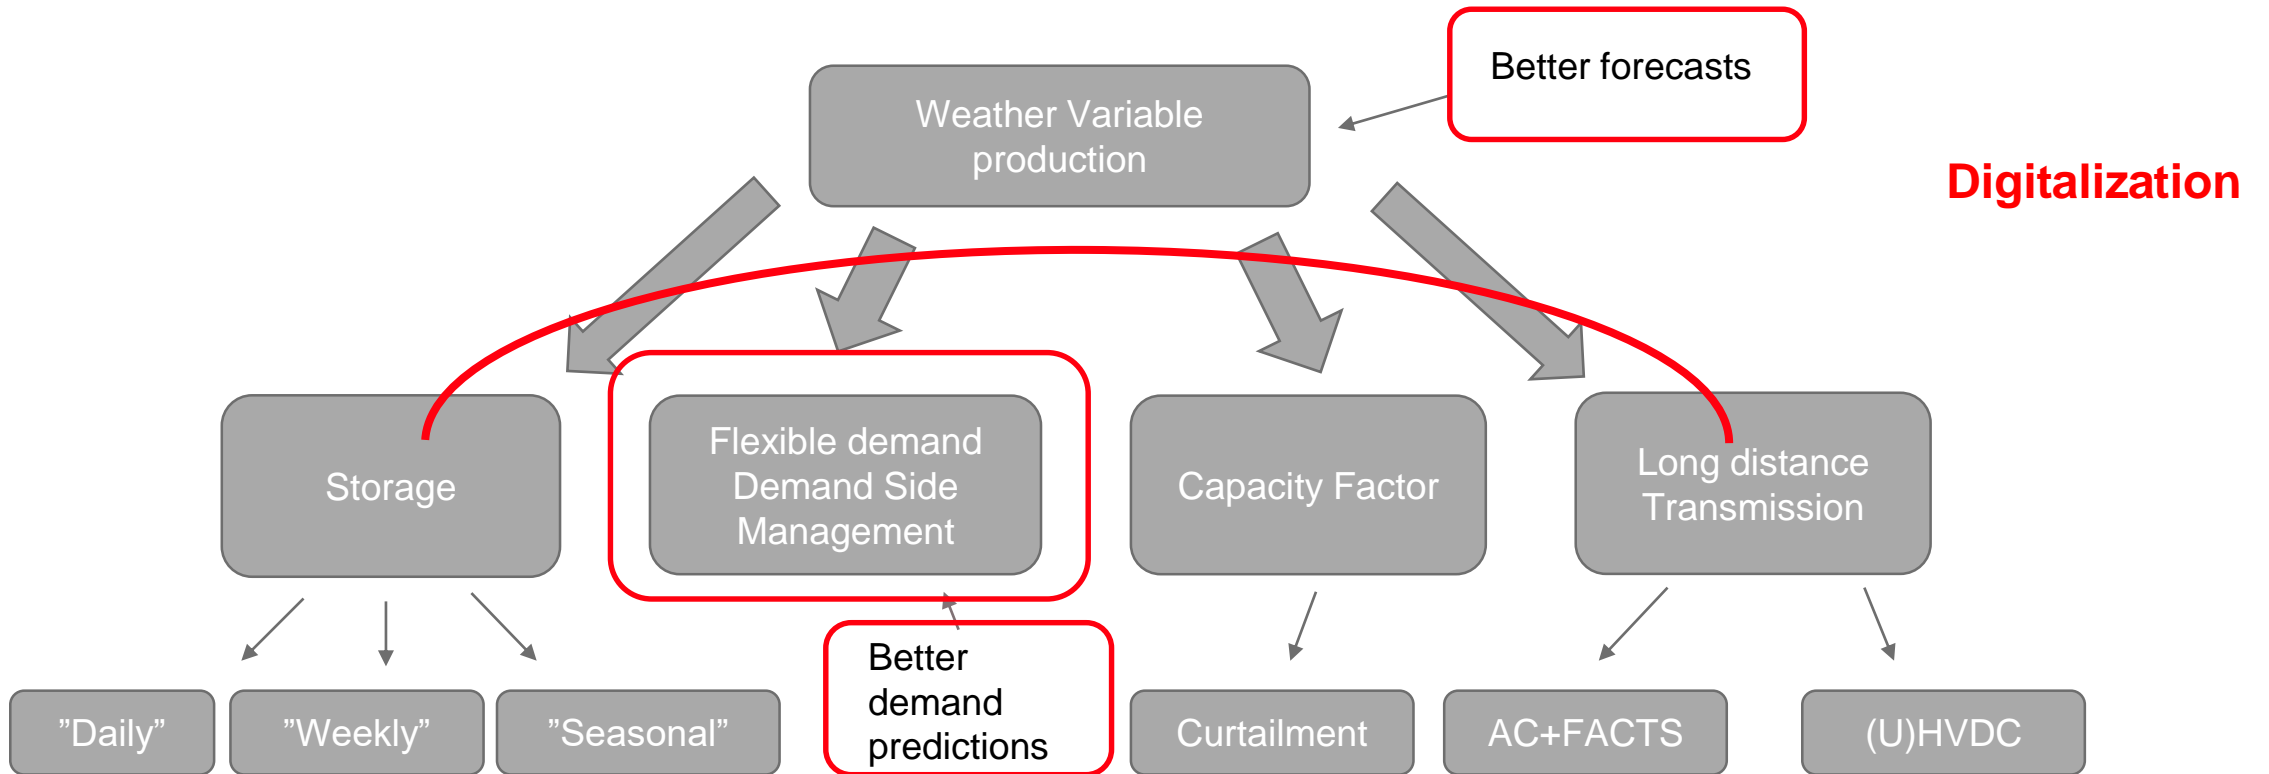 Better forecasts
Weather Variable
production
Digitalization
Storage
Flexible demand
Demand Side
Management
Capacity Factor
Long distance
Transmission
”Daily”
”Weekly”
”Seasonal”
Better
demand
predictions
Curtailment
AC+FACTS
(U)HVDC